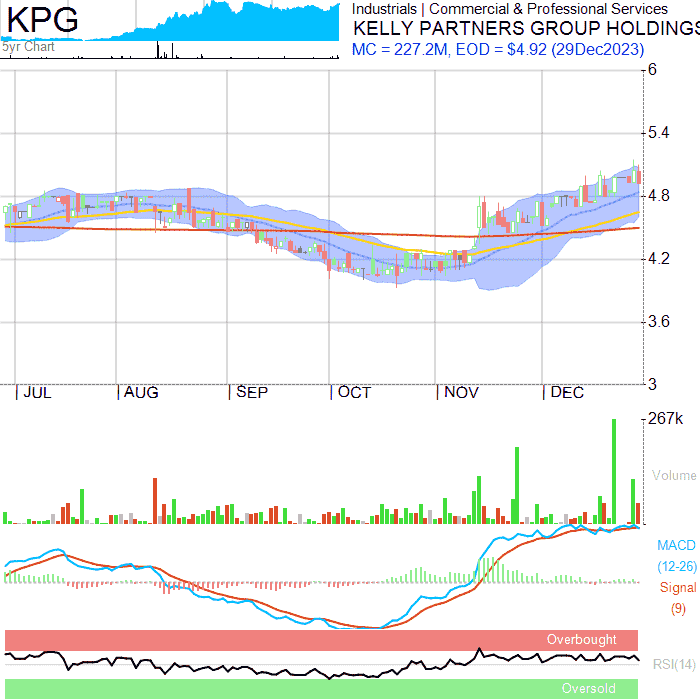 KPG
5yr Chart
Industrials | Commercial & Professional Services
KELLY PARTNERS GROUP HOLDINGS
MC = 227.2M, EOD = $4.92 (29Dec2023)
6
5.4
4.8
4.2
3.6
3
| JUL | AUG | SEP | OCT | NOV | DEC
267k
Volume
MACD
(12-26)
Signal
(9)
Overbought
RSI(14)
Oversold